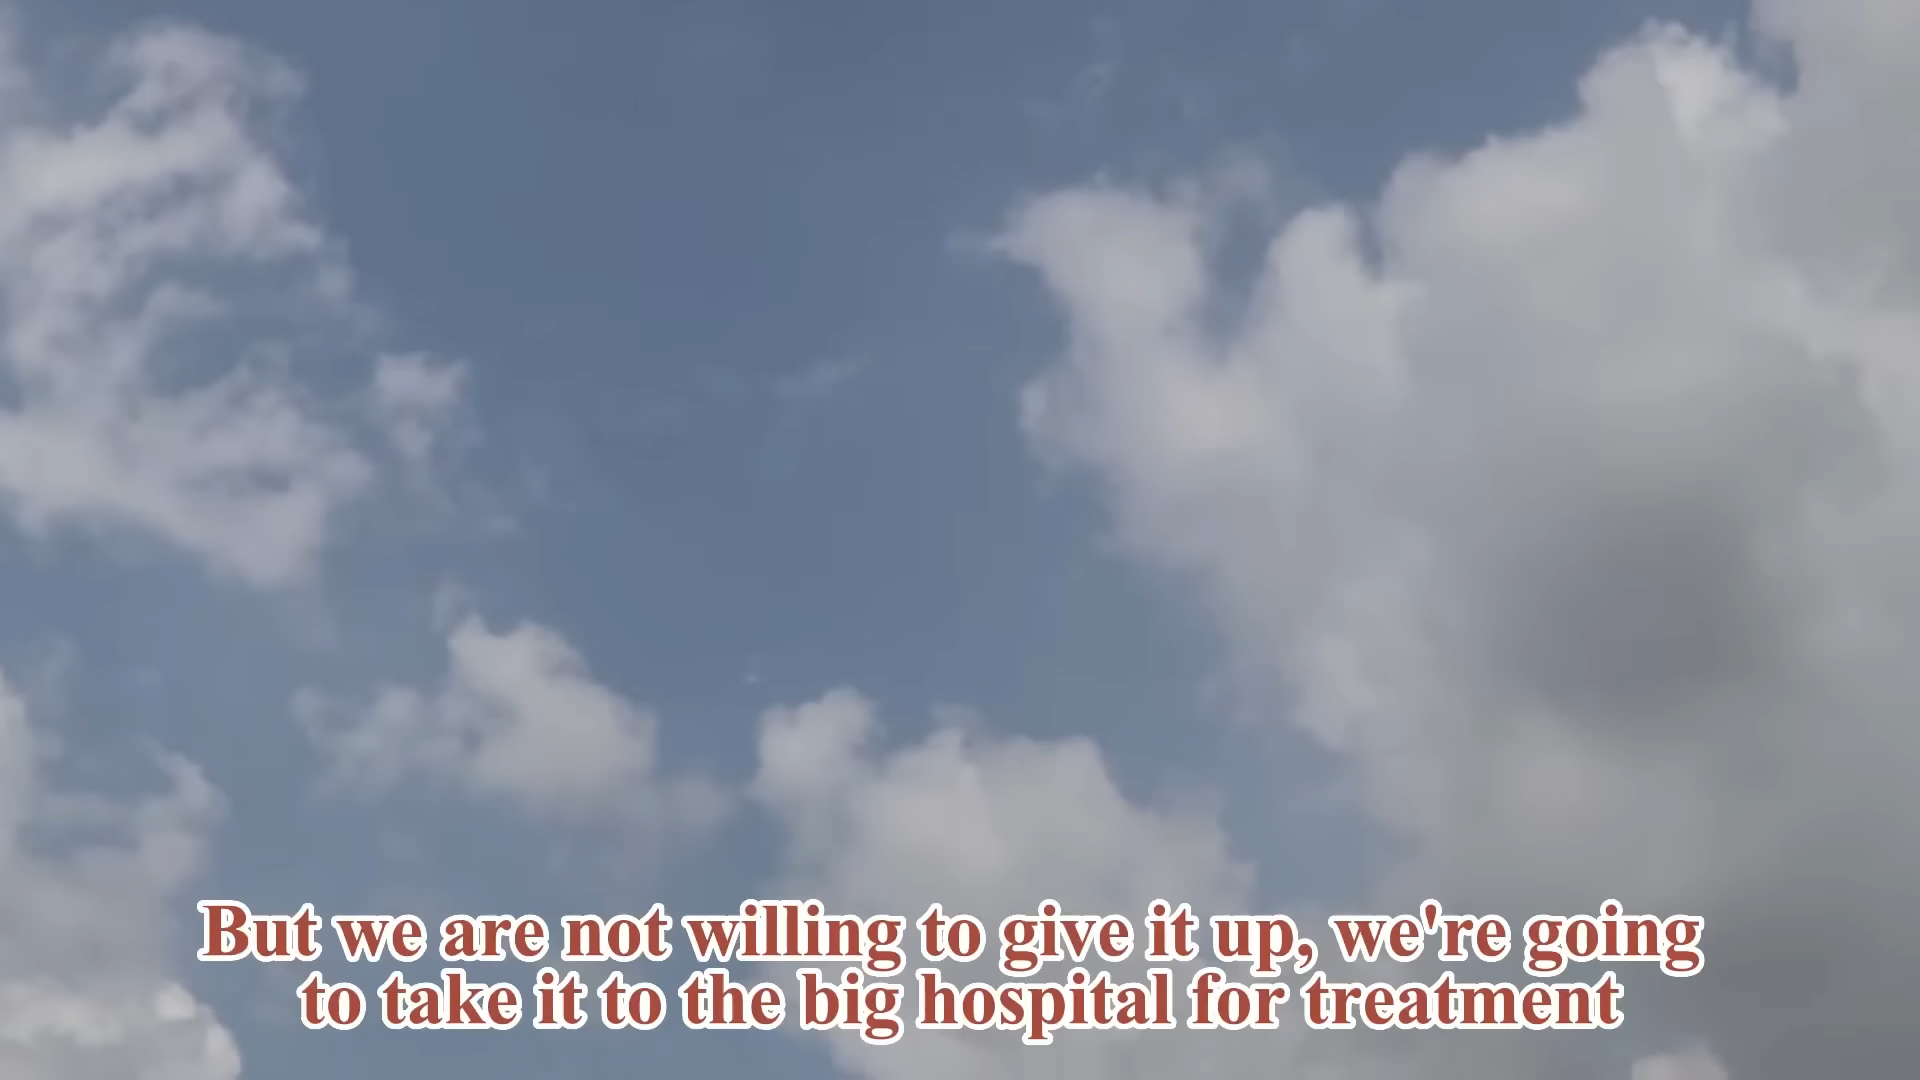 But we are not willing to give it up, we're going
to take it to the big hospital for treatment